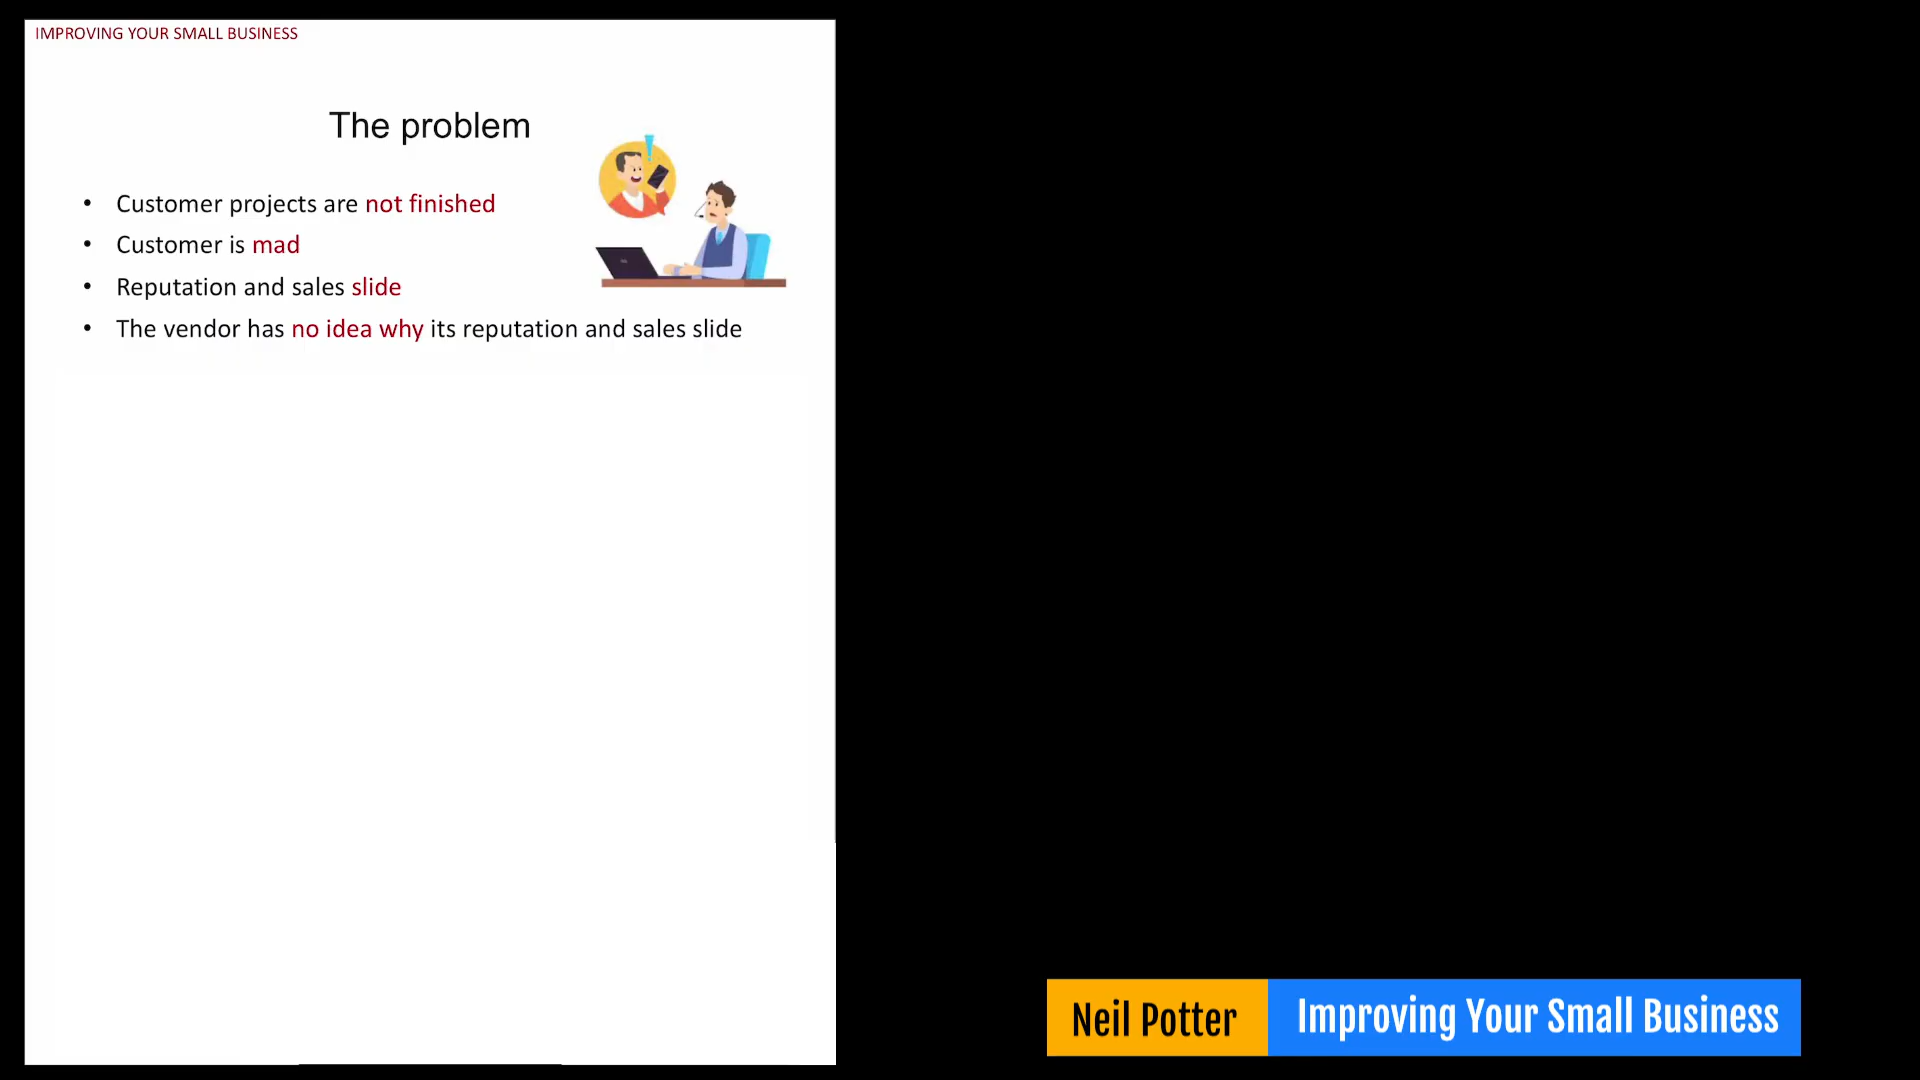 IMPROVING YOUR SMALL BUSINESS
The problem
• Customer projects are not finished
• Customer is mad
• Reputation and sales slide
• The vendor has no idea why its reputation and sales slide
Neil Potter
Improving Your Small Business